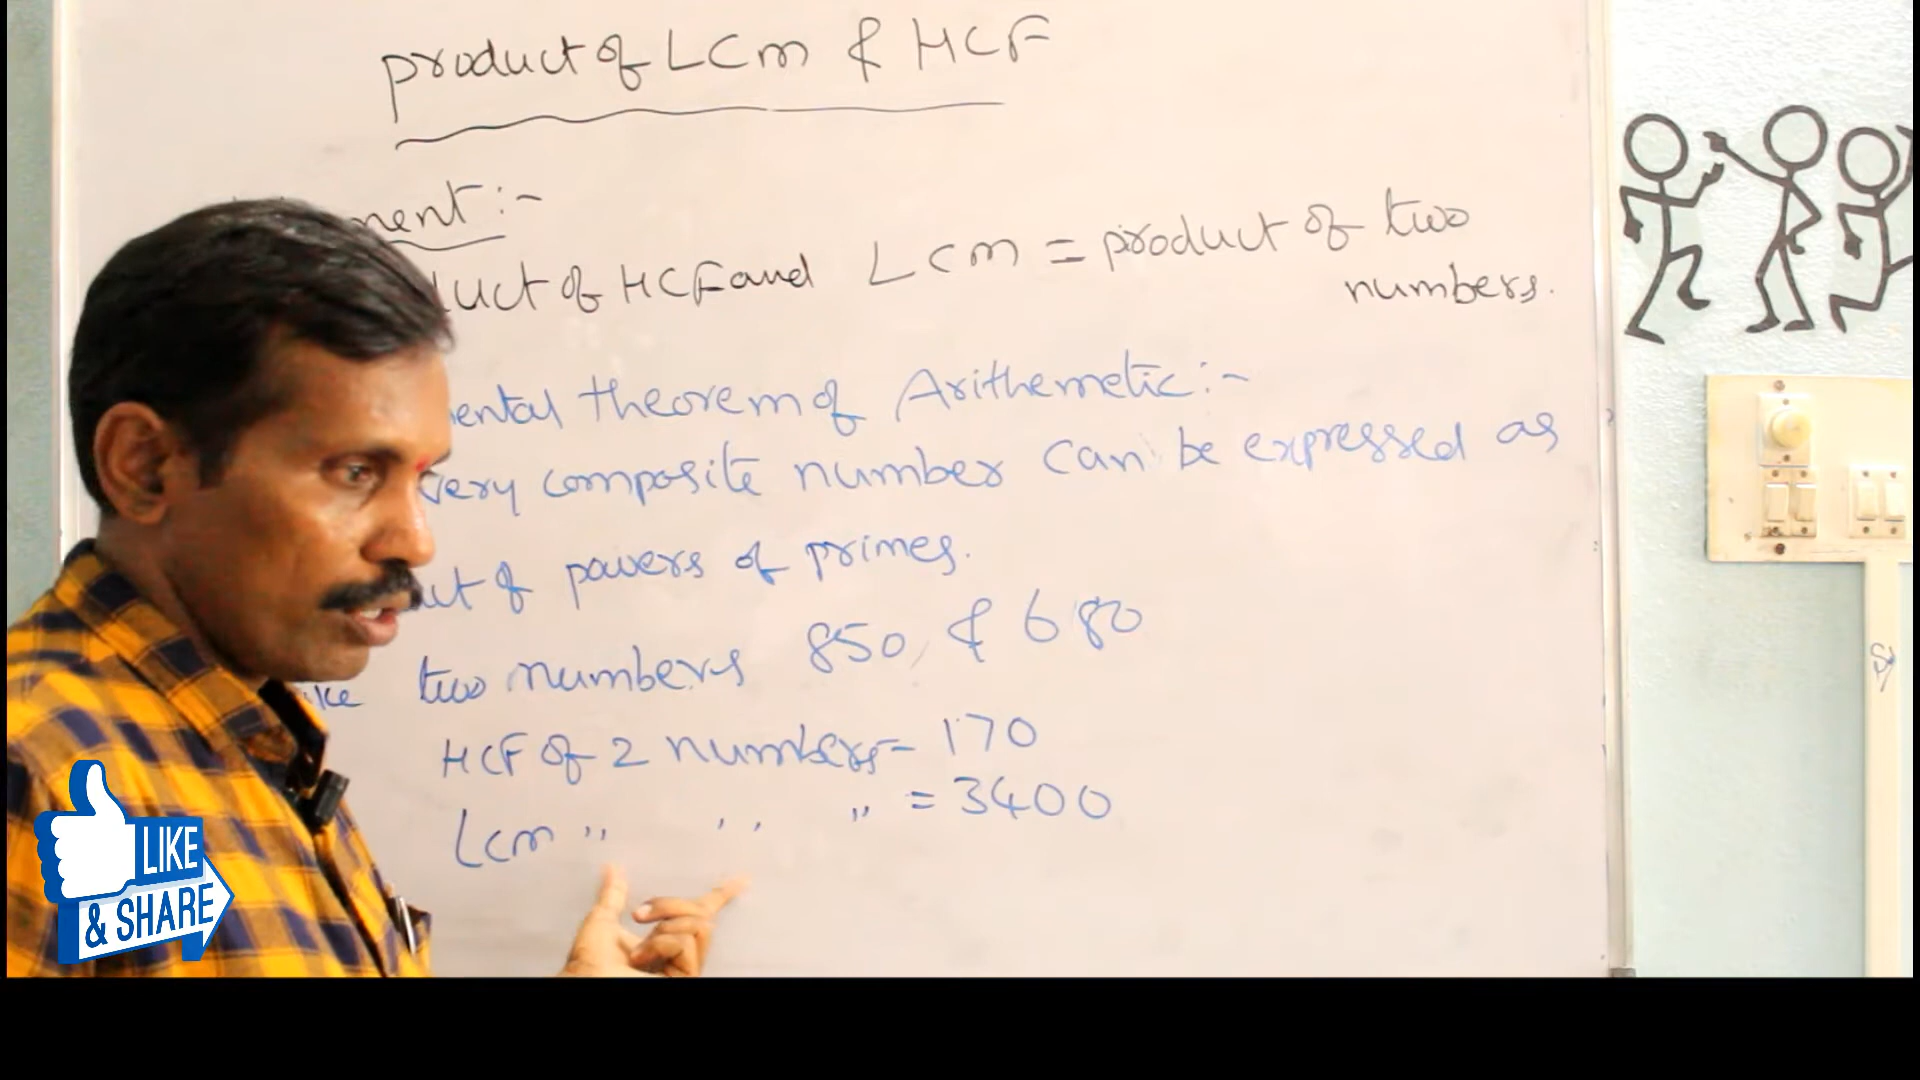 product of LCM & HCF
ment :-
duct of HCF and LCM = product of two
numbers.
ental theorem of Arithemetic :-
very composite number can be expressed as
uct of powers of primes.
ike two numbers 850, & 680
HCF of 2 numbers = 170
Lcm " " " = 3400
LIKE
& SHARE